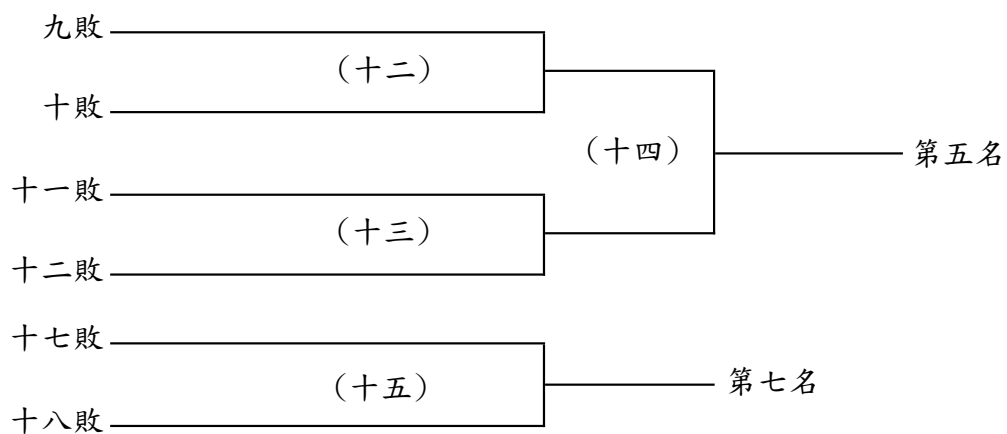 九敗
(十二)
十敗
(十四)
第五名
十一敗
(十三)
十二敗
十七敗
(十五)
第七名
十八敗